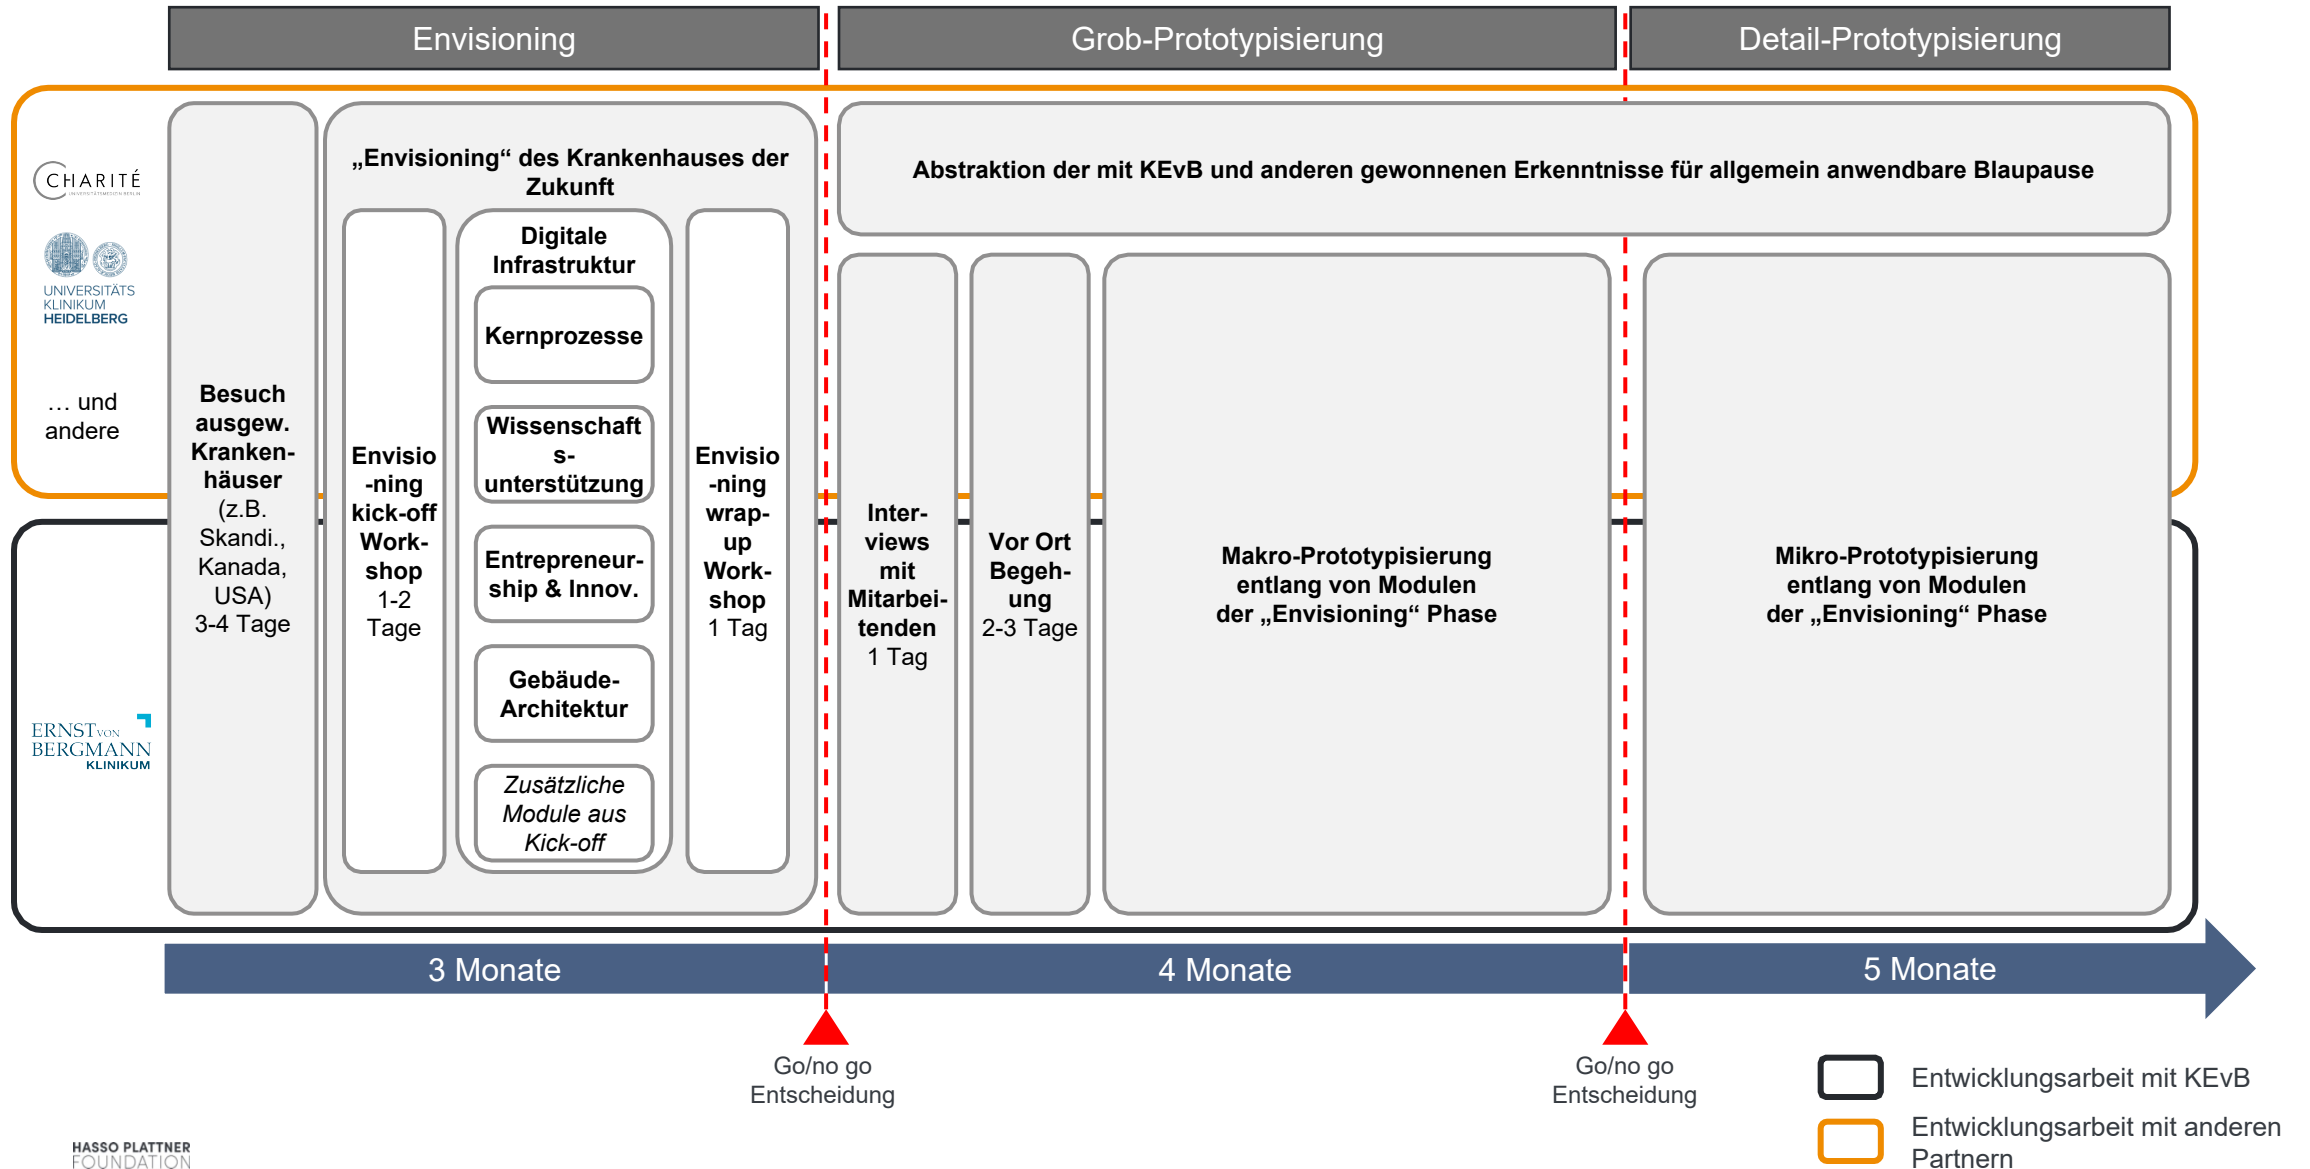 Envisioning
Grob-Prototypisierung
Detail-Prototypisierung
CHARITÉ
UNIVERSITÄTSMEDIZIN BERLIN
UNIVERSITÄTS
KLINIKUM
HEIDELBERG
… und
andere
ERNST VON
BERGMANN
KLINIKUM
Besuch
ausgew.
Kranken-
häuser
(z.B.
Skandi.,
Kanada,
USA)
3-4 Tage
„Envisioning“ des Krankenhauses der
Zukunft
Envisio
-ning
kick-off
Work-
shop
1-2
Tage
Digitale
Infrastruktur
Kernprozesse
Wissenschaft
s-
unterstützung
Entrepreneur-
ship & Innov.
Gebäude-
Architektur
Zusätzliche
Module aus
Kick-off
Envisio
-ning
wrap-
up
Work-
shop
1 Tag
Abstraktion der mit KEvB und anderen gewonnenen Erkenntnisse für allgemein anwendbare Blaupause
Inter-
views
mit
Mitarbei-
tenden
1 Tag
Vor Ort
Begeh-
ung
2-3 Tage
Makro-Prototypisierung
entlang von Modulen
der „Envisioning“ Phase
Mikro-Prototypisierung
entlang von Modulen
der „Envisioning“ Phase
3 Monate
4 Monate
5 Monate
Go/no go
Entscheidung
Go/no go
Entscheidung
Entwicklungsarbeit mit KEvB
Entwicklungsarbeit mit anderen
Partnern
HASSO PLATTNER
FOUNDATION